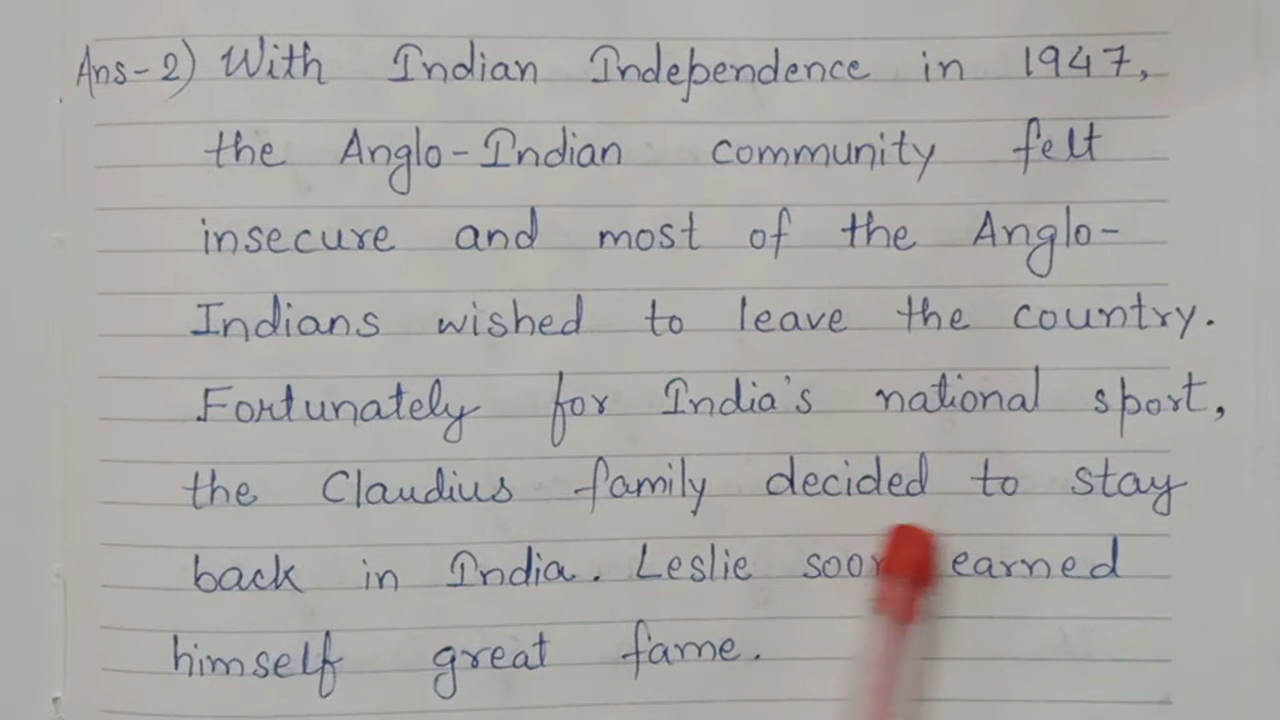 Ans-2) With Indian Independence in 1947,
the Anglo-Indian community felt
insecure and most of the Anglo-
Indians wished to leave the country.
Fortunately for India's national sport,
the Claudius family decided to stay
back in India. Leslie soon earned
himself great fame.